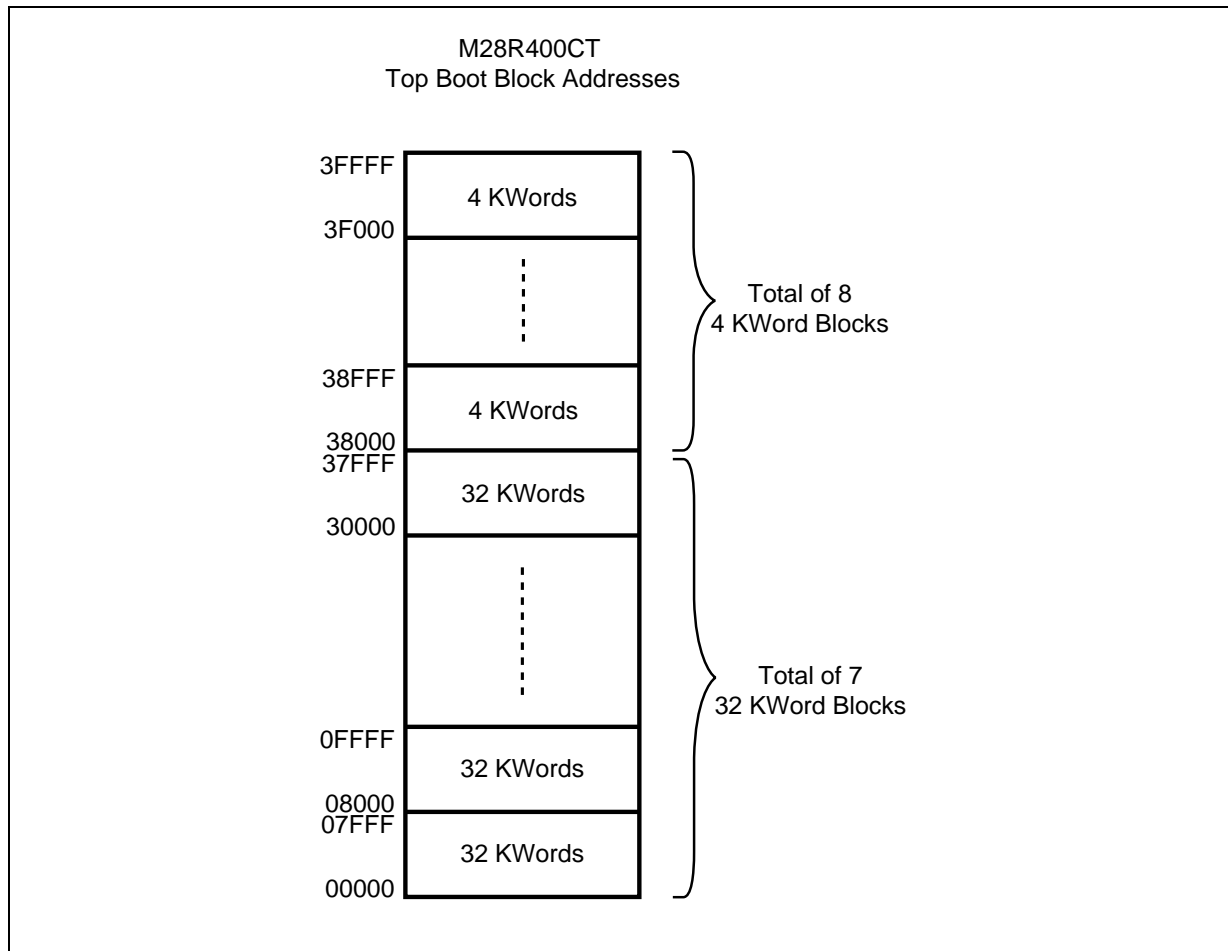 M28R400CT
Top Boot Block Addresses
3FFFF
4 KWords
3F000
Total of 8
4 KWord Blocks
38FFF
4 KWords
38000
37FFF
32 KWords
30000
Total of 7
32 KWord Blocks
0FFFF
32 KWords
08000
07FFF
32 KWords
00000